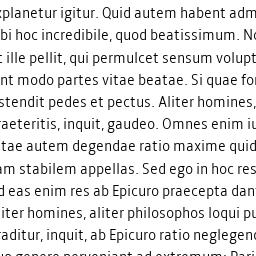 xplanetur igitur. Quid autem habent adm
bi hoc incredibile, quod beatissimum. No
t ille pellit, qui permulcet sensum volupt
nt modo partes vitae beatae. Si quae for
stendit pedes et pectus. Aliter homines,
raeteritis, inquit, gaudeo. Omnes enim iu
tae autem degendae ratio maxime quid
am stabilem appellas. Sed ego in hoc res
d eas enim res ab Epicuro praecepta dan
iter homines, aliter philosophos loqui pu
raditur, inquit, ab Epicuro ratio neglegend